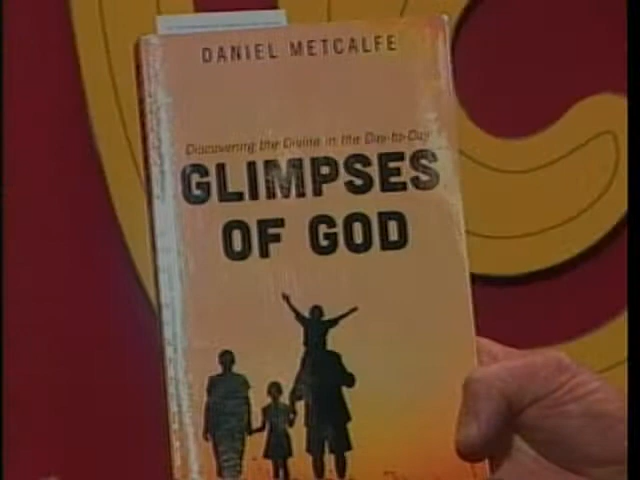 DANIEL METCALFE
Discovering the Divine in the Day-to-Day
GLIMPSES
OF GOD